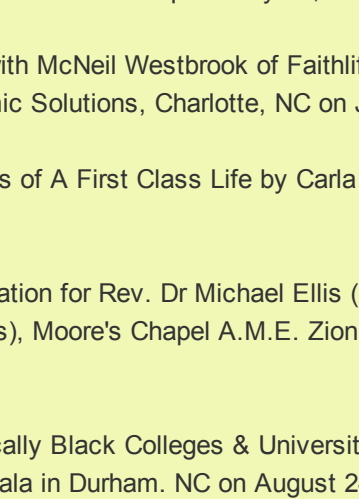 ith McNeil Westbrook of Faithlif
ic Solutions, Charlotte, NC on J
s of A First Class Life by Carla
ation for Rev. Dr Michael Ellis (
s), Moore's Chapel A.M.E. Zion
cally Black Colleges & Universit
ala in Durham. NC on August 2